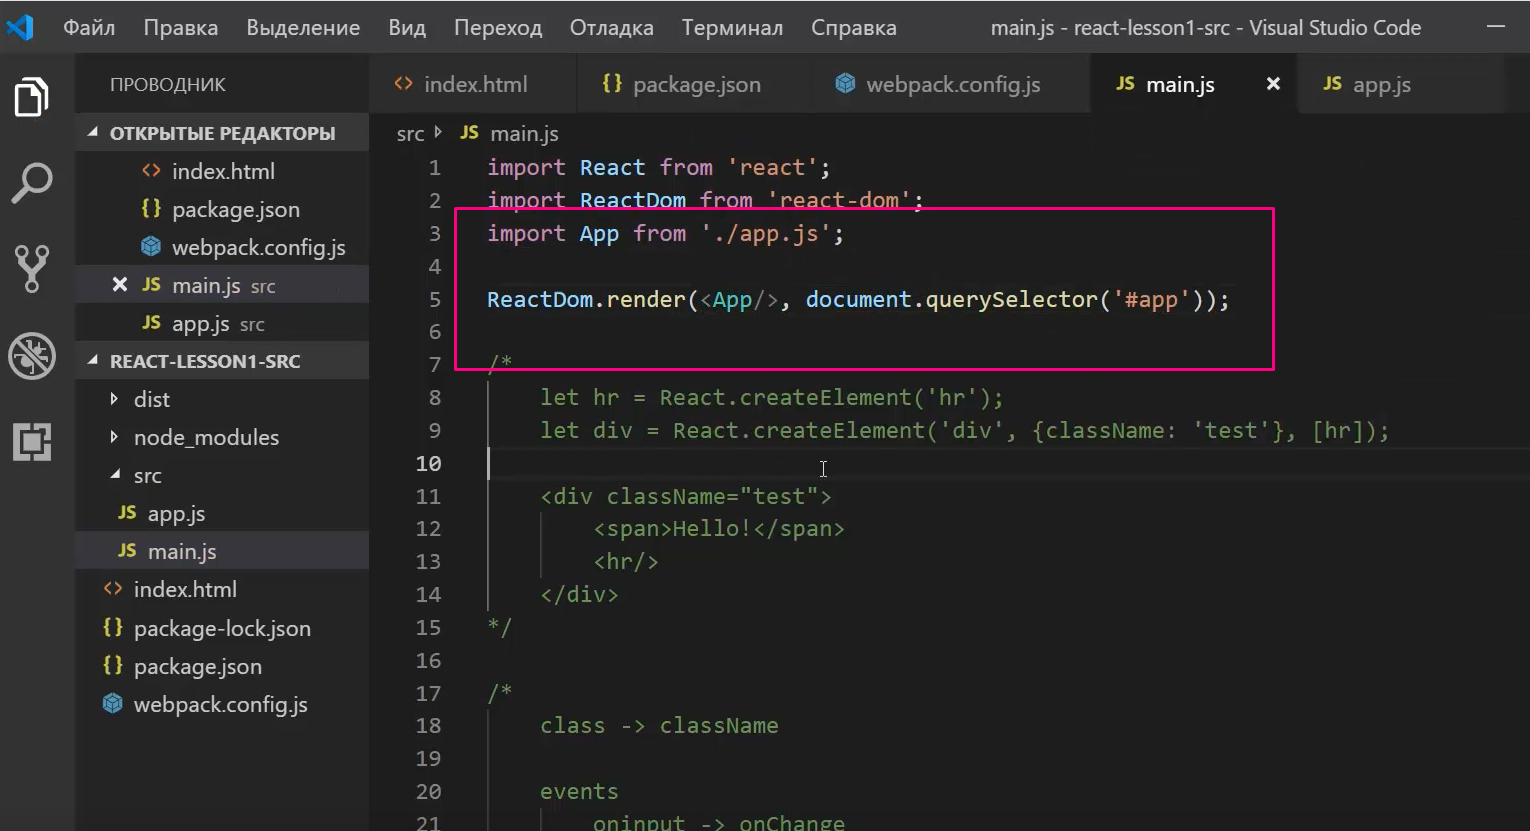 Файл Правка Выделение Вид Переход Отладка Терминал Справка main.js - react-lesson1-src - Visual Studio Code
ПРОВОДНИК
ОТКРЫТЫЕ РЕДАКТОРЫ
<> index.html
{} package.json
webpack.config.js
JS main.js src
JS app.js src
REACT-LESSON1-SRC
dist
node_modules
src
JS app.js
JS main.js
<> index.html
{} package-lock.json
{} package.json
webpack.config.js
<> index.html {} package.json webpack.config.js JS main.js JS app.js
src JS main.js
1 import React from 'react';
2 import ReactDom from 'react-dom';
3 import App from './app.js';
4
5 ReactDom.render(<App/>, document.querySelector('#app'));
6
7 /*
8 let hr = React.createElement('hr');
9 let div = React.createElement('div', {className: 'test'}, [hr]);
10
11 <div className="test">
12 <span>Hello!</span>
13 <hr/>
14 </div>
15 */
16
17 /*
18 class -> className
19
20 events
21 oninput -> onChange